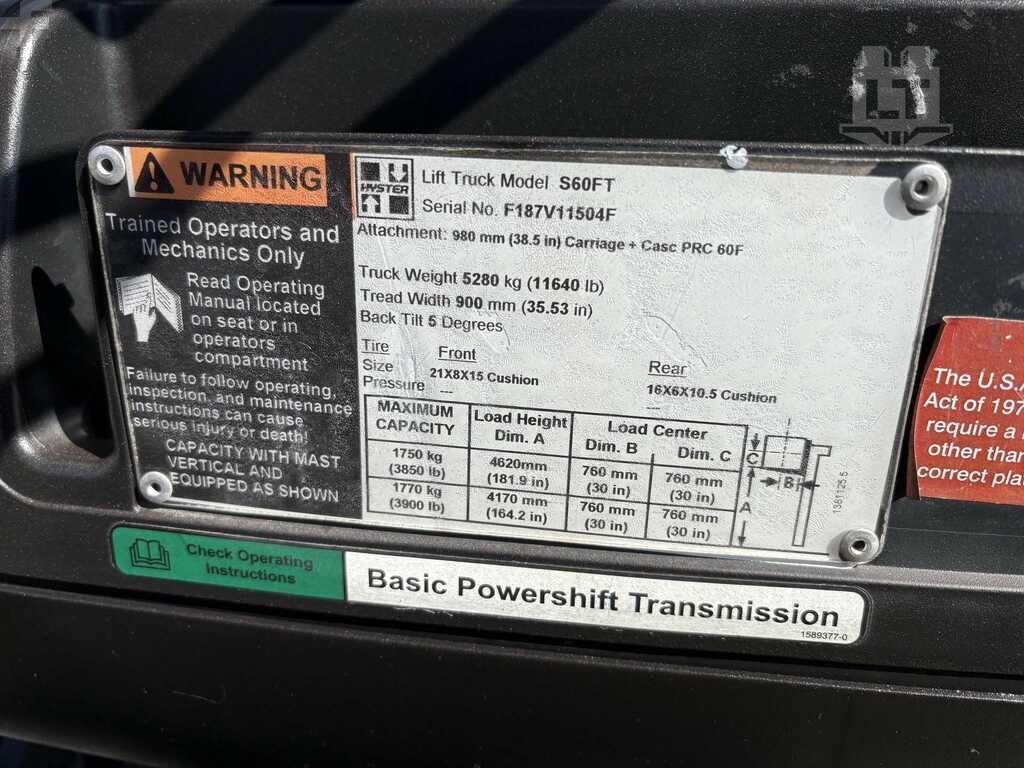 LT
WARNING
Trained Operators and
Mechanics Only
Read Operating
Manual located
on seat or in
operators
compartment
Failure to follow operating,
inspection, and maintenance
instructions can cause
serious injury or death!
CAPACITY WITH MAST
VERTICAL AND
EQUIPPED AS SHOWN
HYSTER
Lift Truck Model S60FT
Serial No. F187V11504F
Attachment: 980 mm (38.5 in) Carriage + Casc PRC 60F
Truck Weight 5280 kg (11640 lb)
Tread Width 900 mm (35.53 in)
Back Tilt 5 Degrees
Tire Front Rear
Size 21X8X15 Cushion 16X6X10.5 Cushion
Pressure --- ---
MAXIMUM CAPACITY Load Height Dim. A Load Center Dim. B Dim. C
1750 kg 4620mm 760 mm 760 mm
(3850 lb) (181.9 in) (30 in) (30 in)
1770 kg 4170 mm 760 mm 760 mm
(3900 lb) (164.2 in) (30 in) (30 in)
C
B
A
1351125.5
The U.S.A
Act of 197
require a
other than
correct plat
Check Operating
Instructions
Basic Powershift Transmission
1589377-0